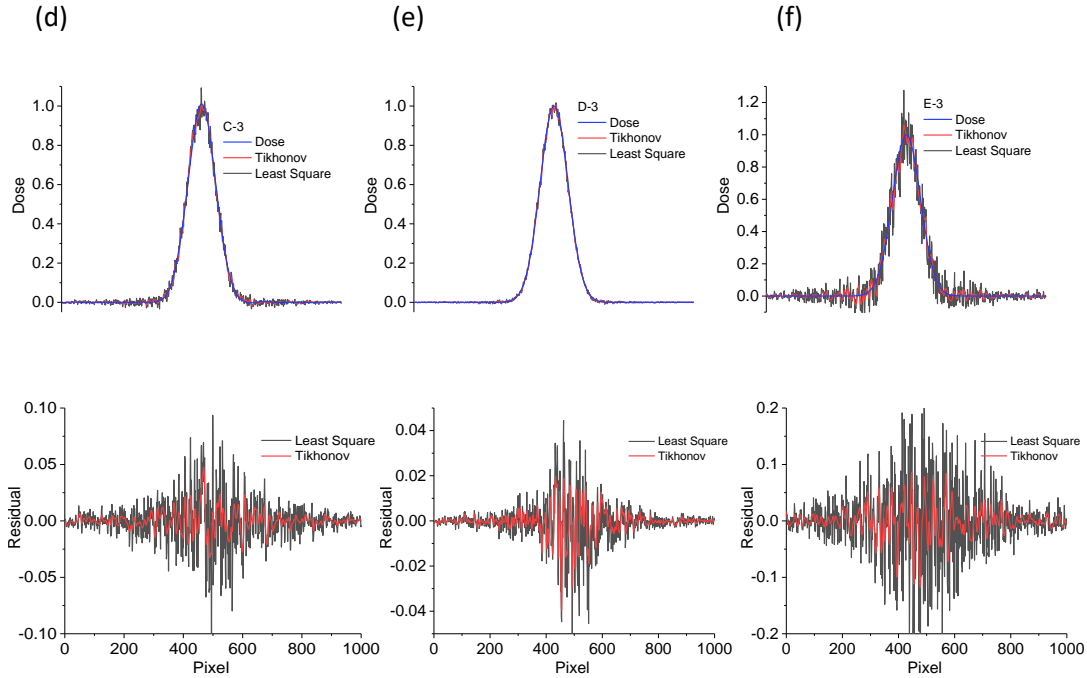 (d)
(e)
(f)
C-3
Dose
Tikhonov
Least Square
1.0
0.8
0.6
0.4
0.2
0.0
Dose
D-3
Dose
Tikhonov
Least Square
1.0
0.8
0.6
0.4
0.2
0.0
Dose
E-3
Dose
Tikhonov
Least Square
1.2
1.0
0.8
0.6
0.4
0.2
0.0
Dose
0.10
0.05
0.00
-0.05
-0.10
Residual
Least Square
Tikhonov
0 200 400 600 800 1000
Pixel
0.04
0.02
0.00
-0.02
-0.04
Residual
Least Square
Tikhonov
0 200 400 600 800 1000
Pixel
0.2
0.1
0.0
-0.1
-0.2
Residual
Least Square
Tikhonov
0 200 400 600 800 1000
Pixel